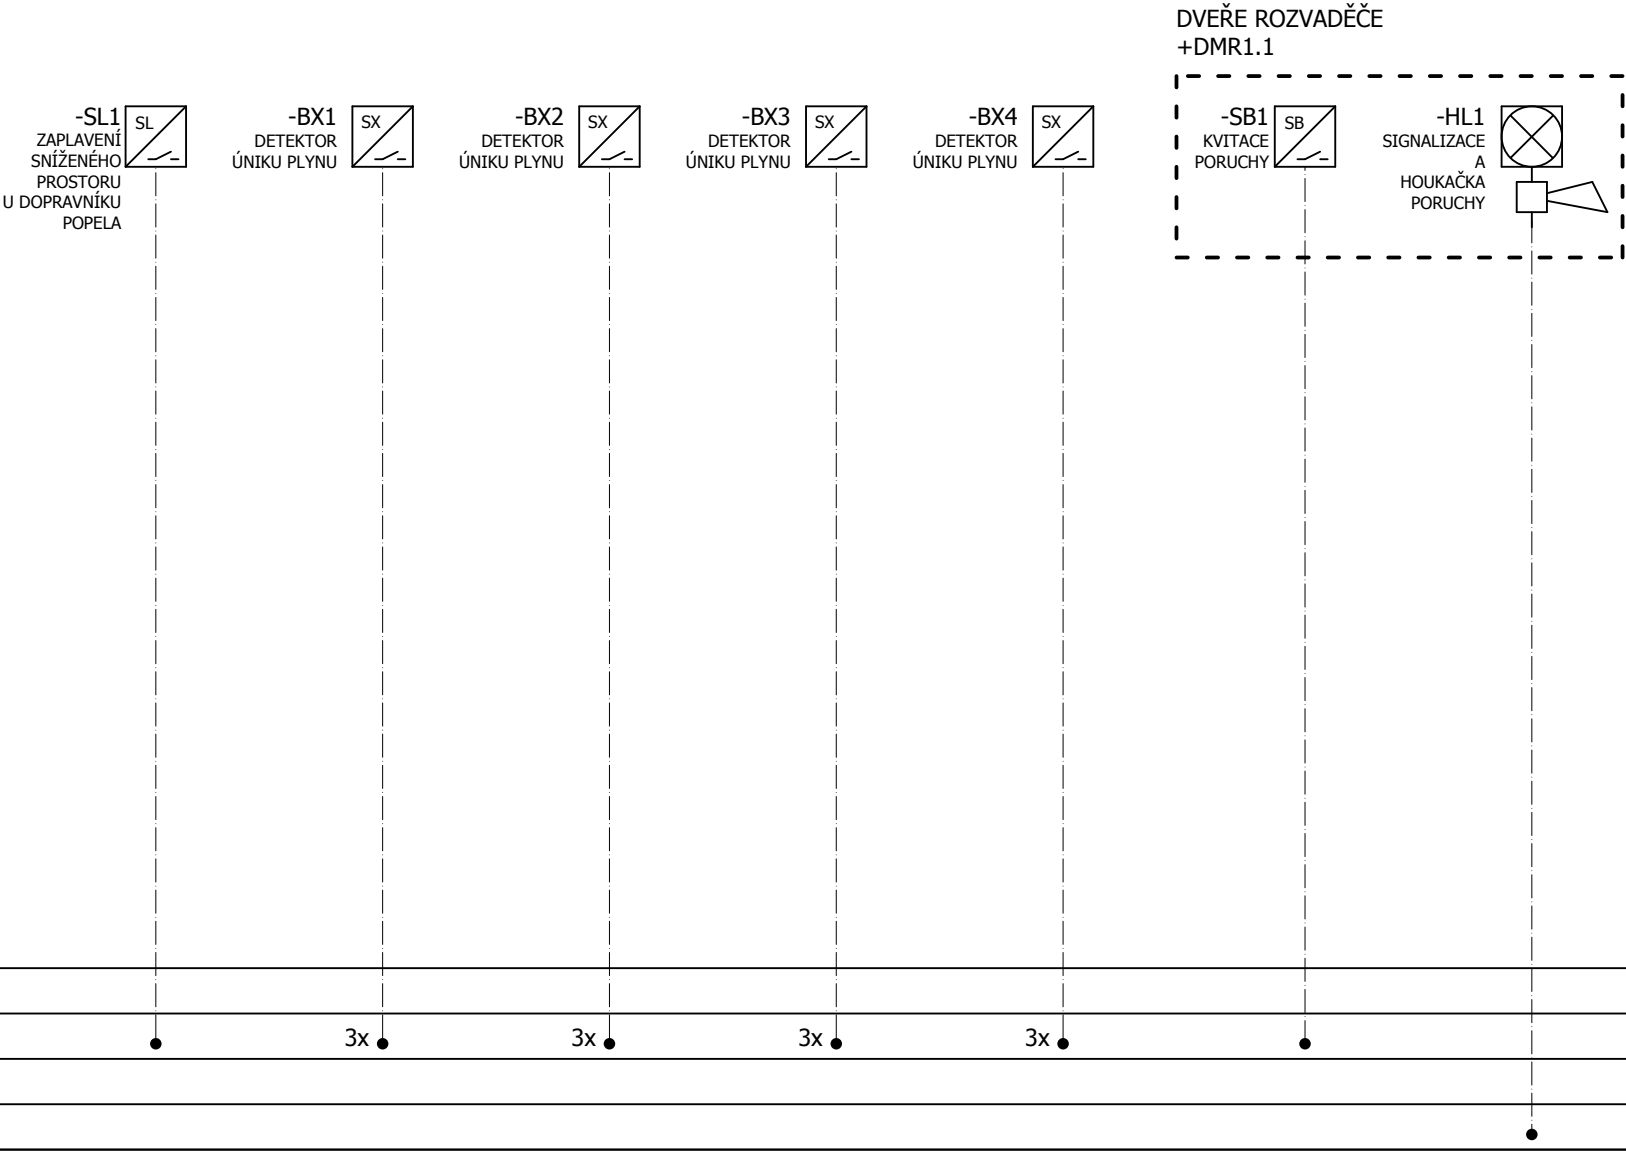 DVEŘE ROZVADĚČE
+DMR1.1
-SL1
ZAPLAVENÍ
SNÍŽENÉHO
PROSTORU
U DOPRAVNÍKU
POPELA
SL
-BX1
DETEKTOR
ÚNIKU PLYNU
SX
-BX2
DETEKTOR
ÚNIKU PLYNU
SX
-BX3
DETEKTOR
ÚNIKU PLYNU
SX
-BX4
DETEKTOR
ÚNIKU PLYNU
SX
-SB1
KVITACE
PORUCHY
SB
-HL1
SIGNALIZACE
A
HOUKAČKA
PORUCHY
3x
3x
3x
3x